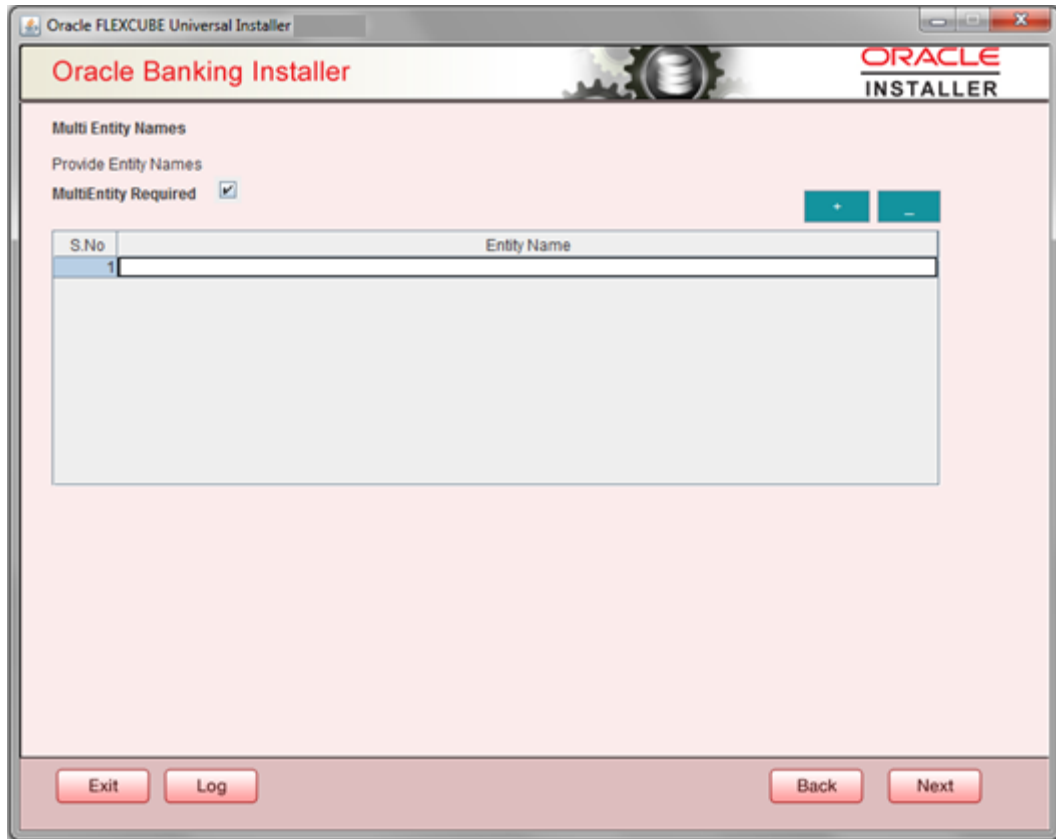 Oracle FLEXCUBE Universal Installer
Oracle Banking Installer
ORACLE
INSTALLER
Multi Entity Names
Provide Entity Names
MultiEntity Required
+ _
S.No Entity Name
1
Exit Log Back Next